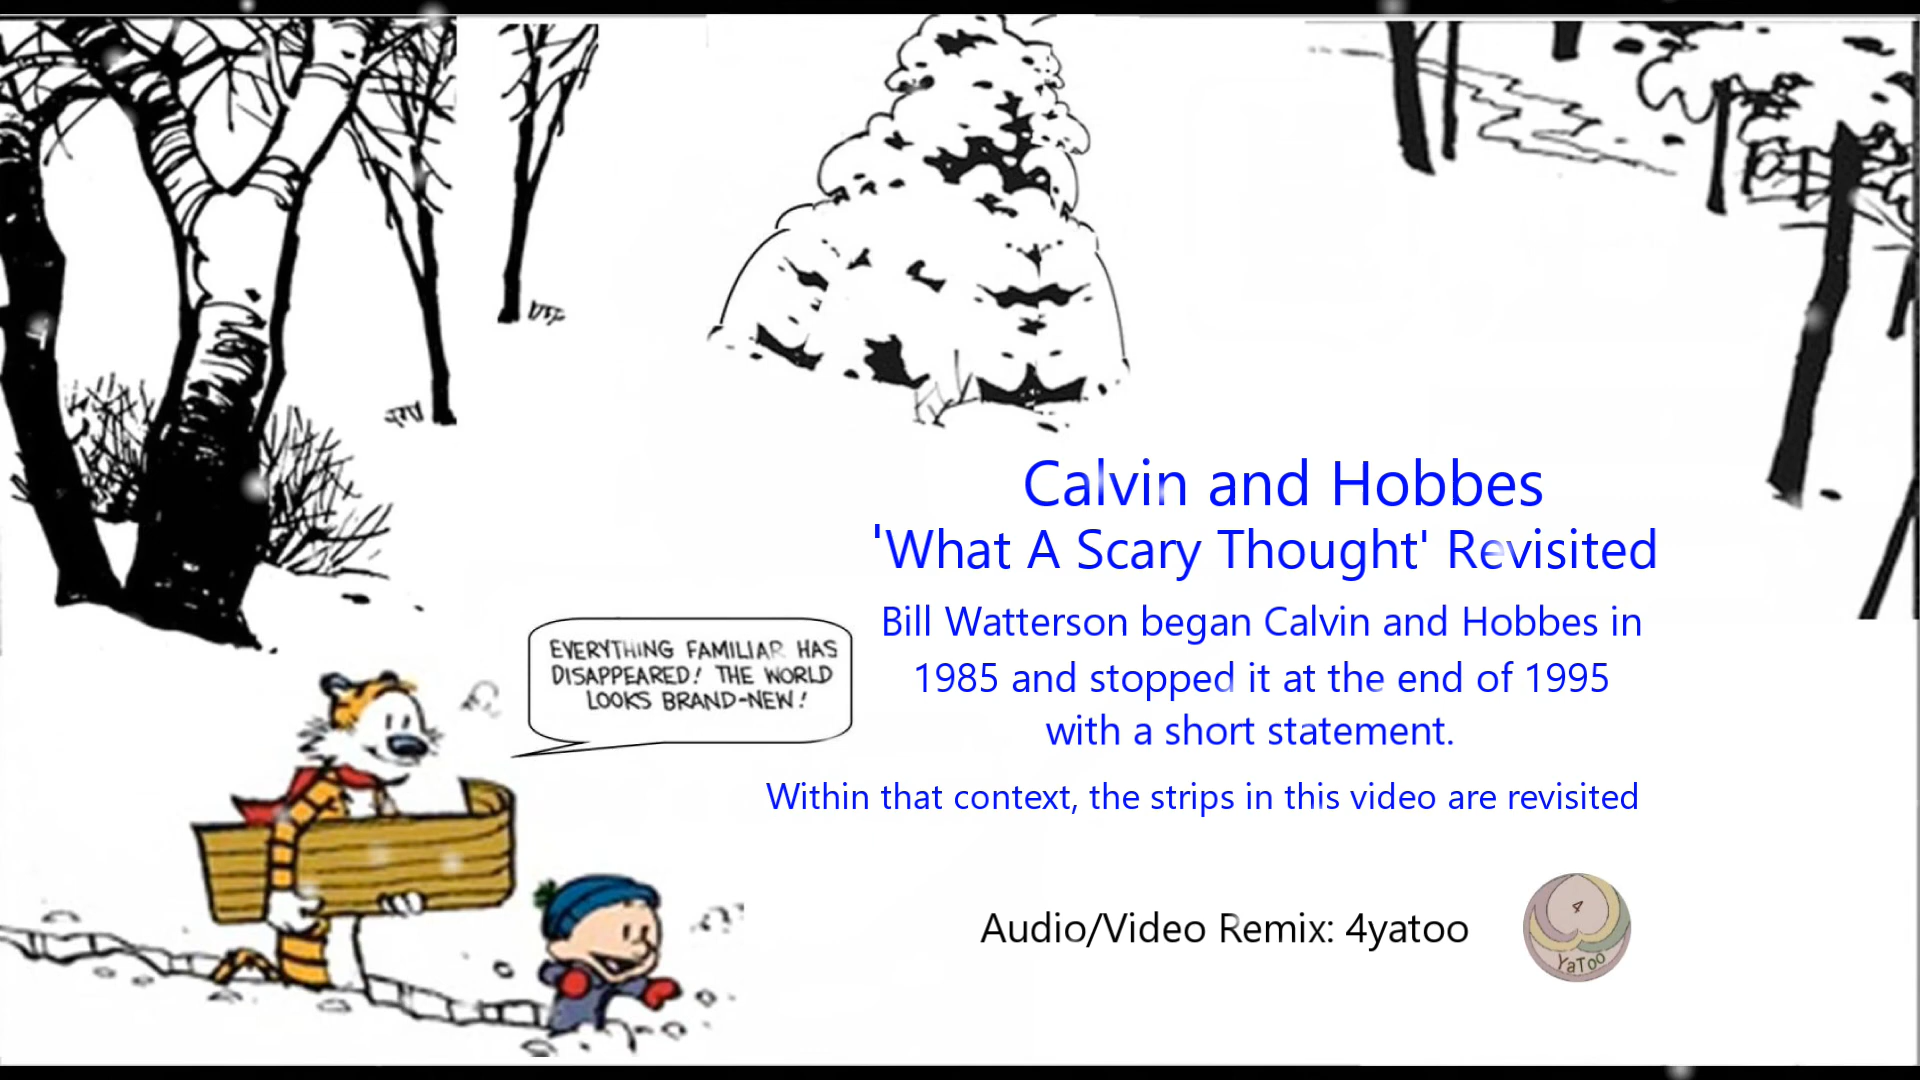 Calvin and Hobbes
'What A Scary Thought' Revisited
Bill Watterson began Calvin and Hobbes in
1985 and stopped it at the end of 1995
with a short statement.
EVERYTHING FAMILIAR HAS
DISAPPEARED! THE WORLD
LOOKS BRAND-NEW!
Within that context, the strips in this video are revisited
Audio/Video Remix: 4yatoo
4
YaToo